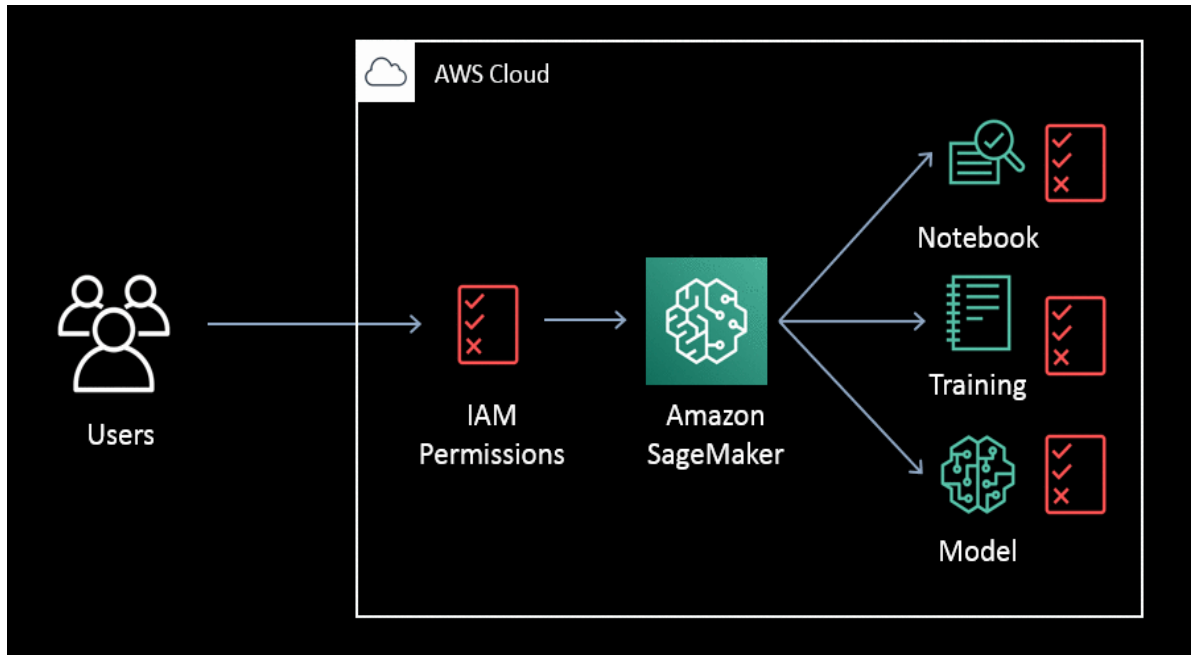 AWS Cloud
Notebook
Users
IAM
Permissions
Amazon
SageMaker
Training
Model